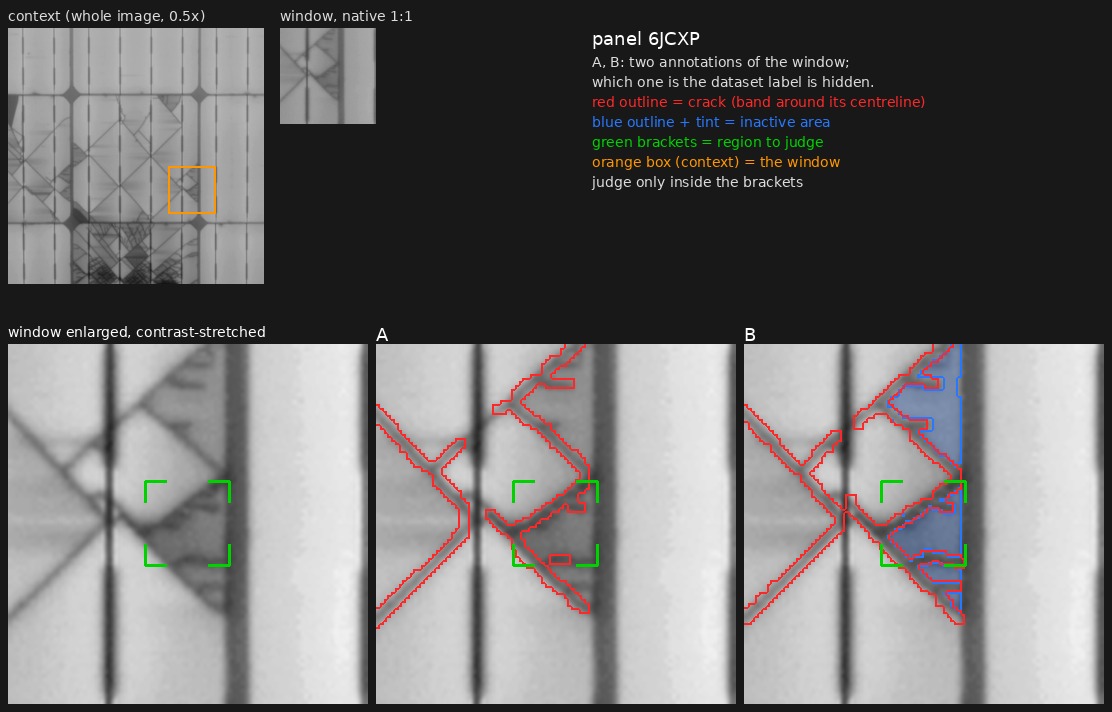 context (whole image, 0.5x)
window, native 1:1
panel 6JCXP
A, B: two annotations of the window;
which one is the dataset label is hidden.
red outline = crack (band around its centreline)
blue outline + tint = inactive area
green brackets = region to judge
orange box (context) = the window
judge only inside the brackets
window enlarged, contrast-stretched
A
B